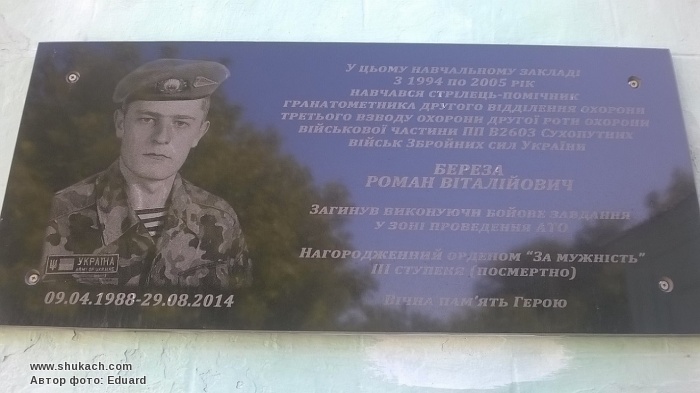 У цьому навчальному закладі
з 1994 по 2005 рік
навчався стрілець-помічник
гранатометника другого відділення охорони
третього взводу охорони другої роти охорони
військової частини ПП В2603 Сухопутних
військ Збройних сил України
БЕРЕЗА
РОМАН ВІТАЛІЙОВИЧ
Загинув виконуючи бойове завдання
у зоні проведення АТО
Нагородженний орденом "За мужність"
III ступеня (посмертно)
Вічна пам'ять Герою
УКРАЇНА
09.04.1988-29.08.2014
www.shukach.com
Автор фото: Eduard